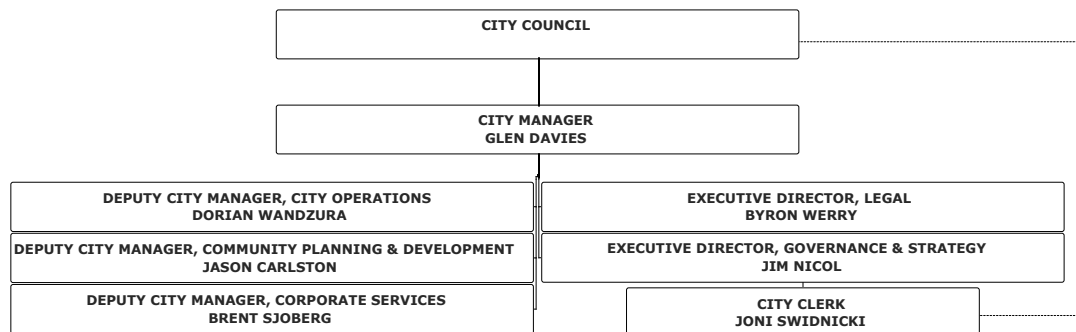 CITY COUNCIL
CITY MANAGER
GLEN DAVIES
DEPUTY CITY MANAGER, CITY OPERATIONS
DORIAN WANDZURA
EXECUTIVE DIRECTOR, LEGAL
BYRON WERRY
DEPUTY CITY MANAGER, COMMUNITY PLANNING & DEVELOPMENT
JASON CARLSTON
EXECUTIVE DIRECTOR, GOVERNANCE & STRATEGY
JIM NICOL
DEPUTY CITY MANAGER, CORPORATE SERVICES
BRENT SJOBERG
CITY CLERK
JONI SWIDNICKI